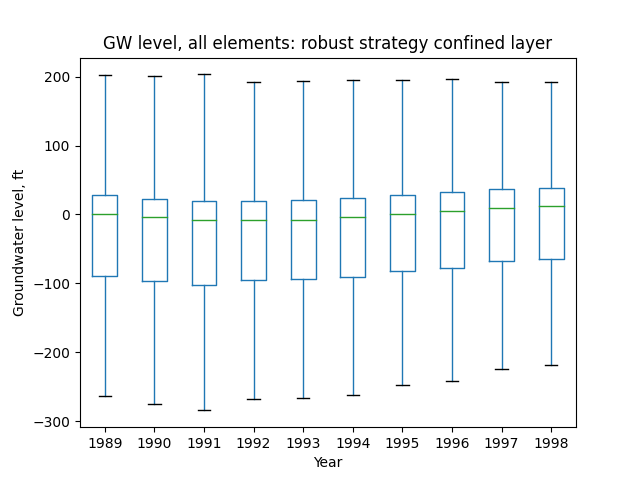 GW level, all elements: robust strategy confined layer
200
100
0
−100
−200
−300
Groundwater level, ft
1989 1990 1991 1992 1993 1994 1995 1996 1997 1998
Year